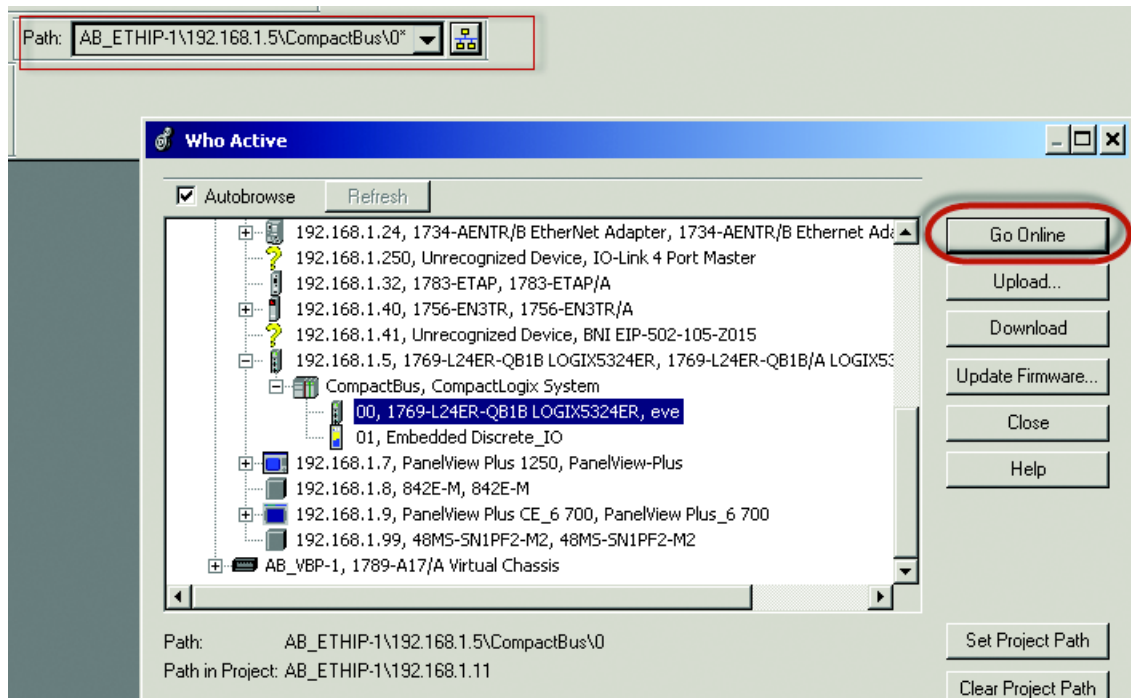 Path: AB_ETHIP-1\192.168.1.5\CompactBus\0*
Who Active
Autobrowse Refresh
192.168.1.24, 1734-AENTR/B EtherNet Adapter, 1734-AENTR/B Ethernet Ada
192.168.1.250, Unrecognized Device, IO-Link 4 Port Master
192.168.1.32, 1783-ETAP, 1783-ETAP/A
192.168.1.40, 1756-EN3TR, 1756-EN3TR/A
192.168.1.41, Unrecognized Device, BNI EIP-502-105-Z015
192.168.1.5, 1769-L24ER-QB1B LOGIX5324ER, 1769-L24ER-QB1B/A LOGIX53
CompactBus, CompactLogix System
00, 1769-L24ER-QB1B LOGIX5324ER, eve
01, Embedded Discrete_IO
192.168.1.7, PanelView Plus 1250, PanelView-Plus
192.168.1.8, 842E-M, 842E-M
192.168.1.9, PanelView Plus CE_6 700, PanelView Plus_6 700
192.168.1.99, 48MS-SN1PF2-M2, 48MS-SN1PF2-M2
AB_VBP-1, 1789-A17/A Virtual Chassis
Go Online
Upload...
Download
Update Firmware...
Close
Help
Path: AB_ETHIP-1\192.168.1.5\CompactBus\0
Path in Project: AB_ETHIP-1\192.168.1.11
Set Project Path
Clear Project Path